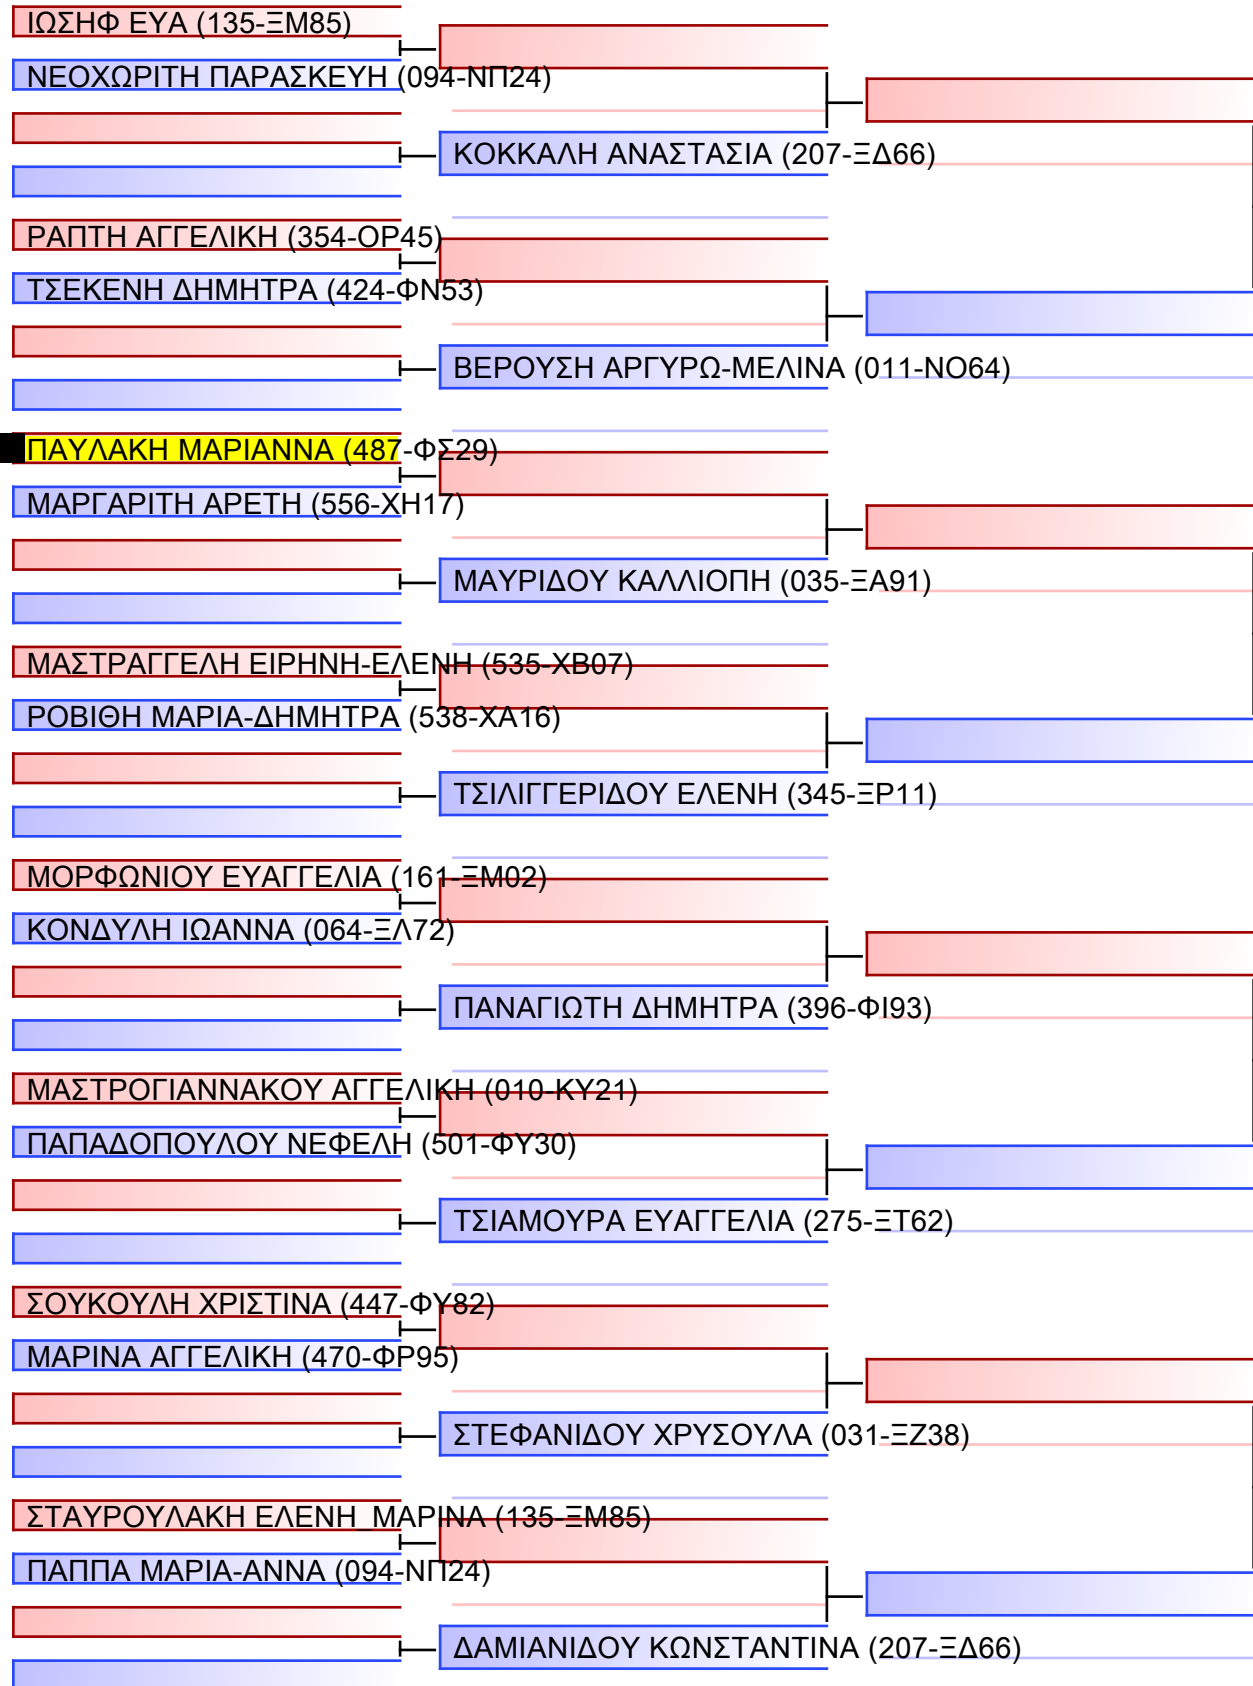 ΙΩΣΗΦ ΕΥΑ (135-ΞΜ85)
ΝΕΟΧΩΡΙΤΗ ΠΑΡΑΣΚΕΥΗ (094-ΝΠ24)
ΚΟΚΚΑΛΗ ΑΝΑΣΤΑΣΙΑ (207-ΞΔ66)
ΡΑΠΤΗ ΑΓΓΕΛΙΚΗ (354-ΟΡ45)
ΤΣΕΚΕΝΗ ΔΗΜΗΤΡΑ (424-ΦΝ53)
ΒΕΡΟΥΣΗ ΑΡΓΥΡΩ-ΜΕΛΙΝΑ (011-ΝΟ64)
ΠΑΥΛΑΚΗ ΜΑΡΙΑΝΝΑ (487-ΦΣ29)
ΜΑΡΓΑΡΙΤΗ ΑΡΕΤΗ (556-ΧΗ17)
ΜΑΥΡΙΔΟΥ ΚΑΛΛΙΟΠΗ (035-ΞΑ91)
ΜΑΣΤΡΑΓΓΕΛΗ ΕΙΡΗΝΗ-ΕΛΕΝΗ (535-ΧΒ07)
ΡΟΒΙΘΗ ΜΑΡΙΑ-ΔΗΜΗΤΡΑ (538-ΧΑ16)
ΤΣΙΛΙΓΓΕΡΙΔΟΥ ΕΛΕΝΗ (345-ΞΡ11)
ΜΟΡΦΩΝΙΟΥ ΕΥΑΓΓΕΛΙΑ (161-ΞΜ02)
ΚΟΝΔΥΛΗ ΙΩΑΝΝΑ (064-ΞΛ72)
ΠΑΝΑΓΙΩΤΗ ΔΗΜΗΤΡΑ (396-ΦΙ93)
ΜΑΣΤΡΟΓΙΑΝΝΑΚΟΥ ΑΓΓΕΛΙΚΗ (010-ΚΥ21)
ΠΑΠΑΔΟΠΟΥΛΟΥ ΝΕΦΕΛΗ (501-ΦΥ30)
ΤΣΙΑΜΟΥΡΑ ΕΥΑΓΓΕΛΙΑ (275-ΞΤ62)
ΣΟΥΚΟΥΛΗ ΧΡΙΣΤΙΝΑ (447-ΦΥ82)
ΜΑΡΙΝΑ ΑΓΓΕΛΙΚΗ (470-ΦΡ95)
ΣΤΕΦΑΝΙΔΟΥ ΧΡΥΣΟΥΛΑ (031-ΞΖ38)
ΣΤΑΥΡΟΥΛΑΚΗ ΕΛΕΝΗ_ΜΑΡΙΝΑ (135-ΞΜ85)
ΠΑΠΠΑ ΜΑΡΙΑ-ΑΝΝΑ (094-ΝΠ24)
ΔΑΜΙΑΝΙΔΟΥ ΚΩΝΣΤΑΝΤΙΝΑ (207-ΞΔ66)